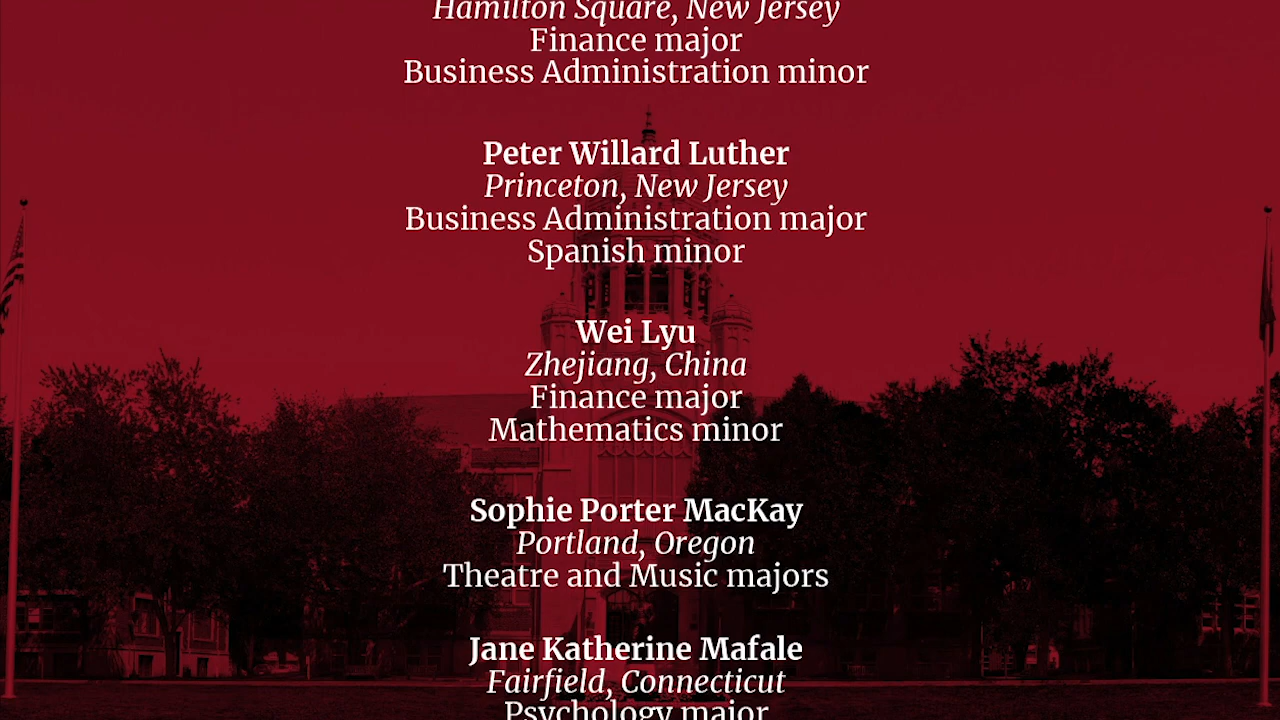 Hamilton Square, New Jersey
Finance major
Business Administration minor
Peter Willard Luther
Princeton, New Jersey
Business Administration major
Spanish minor
Wei Lyu
Zhejiang, China
Finance major
Mathematics minor
Sophie Porter MacKay
Portland, Oregon
Theatre and Music majors
Jane Katherine Mafale
Fairfield, Connecticut
Psychology major